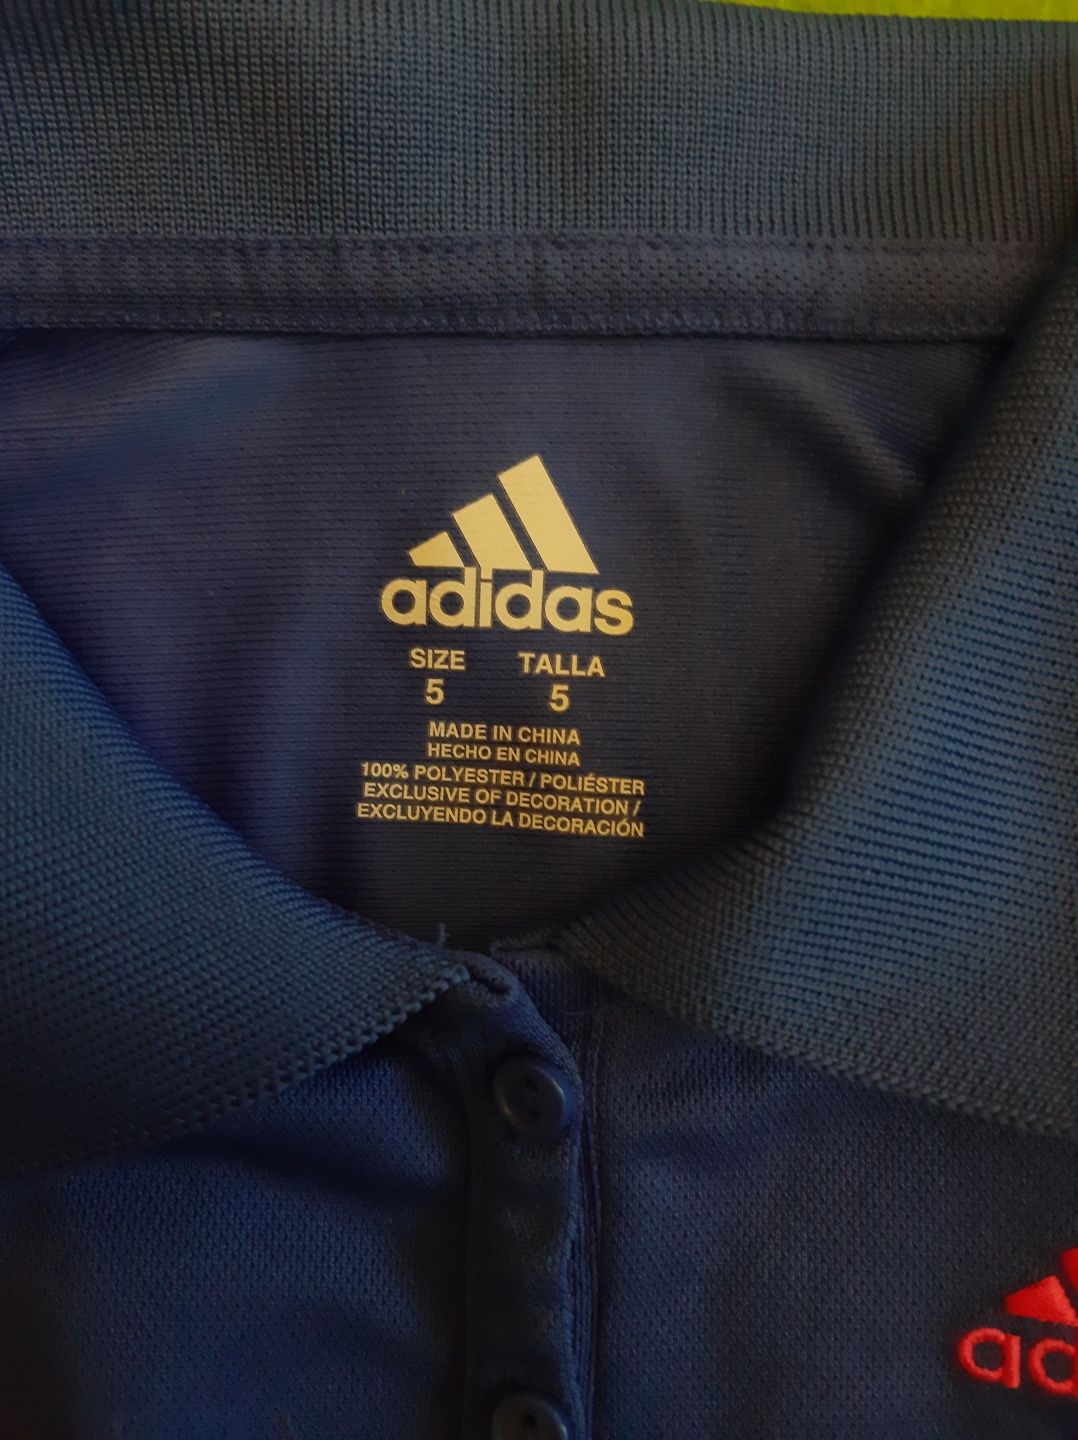 adidas
SIZE TALLA
5 5
MADE IN CHINA
HECHO EN CHINA
100% POLYESTER / POLIÉSTER
EXCLUSIVE OF DECORATION /
EXCLUYENDO LA DECORACIÓN
ad